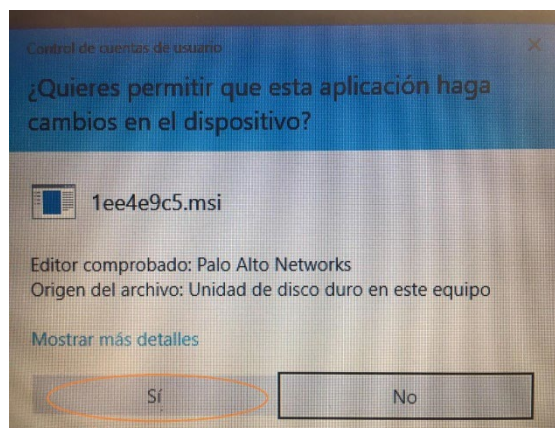 Control de cuentas de usuario
¿Quieres permitir que esta aplicación haga
cambios en el dispositivo?
1ee4e9c5.msi
Editor comprobado: Palo Alto Networks
Origen del archivo: Unidad de disco duro en este equipo
Mostrar más detalles
Sí
No